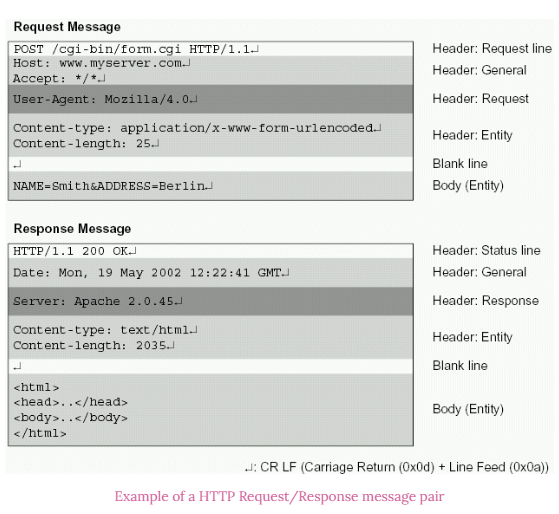 Request Message
POST /cgi-bin/form.cgi HTTP/1.1↵ Header: Request line
Host: www.myserver.com↵ Header: General
Accept: */*↵
User-Agent: Mozilla/4.0↵ Header: Request
Content-type: application/x-www-form-urlencoded↵ Header: Entity
Content-length: 25↵
↵ Blank line
NAME=Smith&ADDRESS=Berlin↵ Body (Entity)
Response Message
HTTP/1.1 200 OK↵ Header: Status line
Date: Mon, 19 May 2002 12:22:41 GMT↵ Header: General
Server: Apache 2.0.45↵ Header: Response
Content-type: text/html↵ Header: Entity
Content-length: 2035↵
↵ Blank line
<html>
<head>..</head> Body (Entity)
<body>..</body>
</html>
↵: CR LF (Carriage Return (0x0d) + Line Feed (0x0a))
Example of a HTTP Request/Response message pair